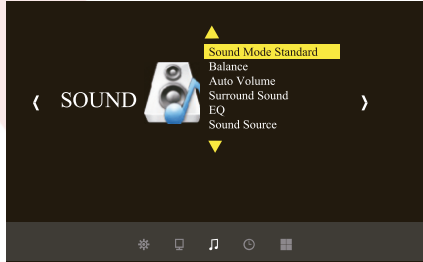 SOUND
Sound Mode Standard
Balance
Auto Volume
Surround Sound
EQ
Sound Source